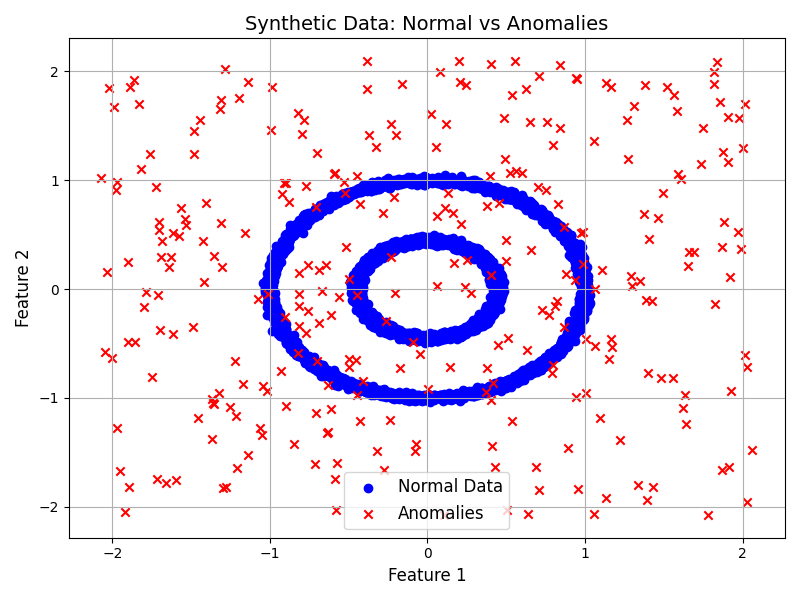 Synthetic Data: Normal vs Anomalies
Feature 2
2
1
0
−1
−2
Normal Data
Anomalies
−2 −1 0 1 2
Feature 1